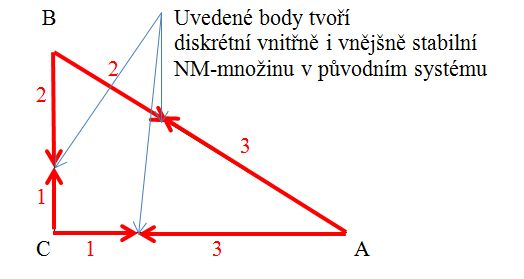 B
Uvedené body tvoří
diskrétní vnitřně i vnějšně stabilní
NM-množinu v původním systému
2
2
3
1
C
1
3
A